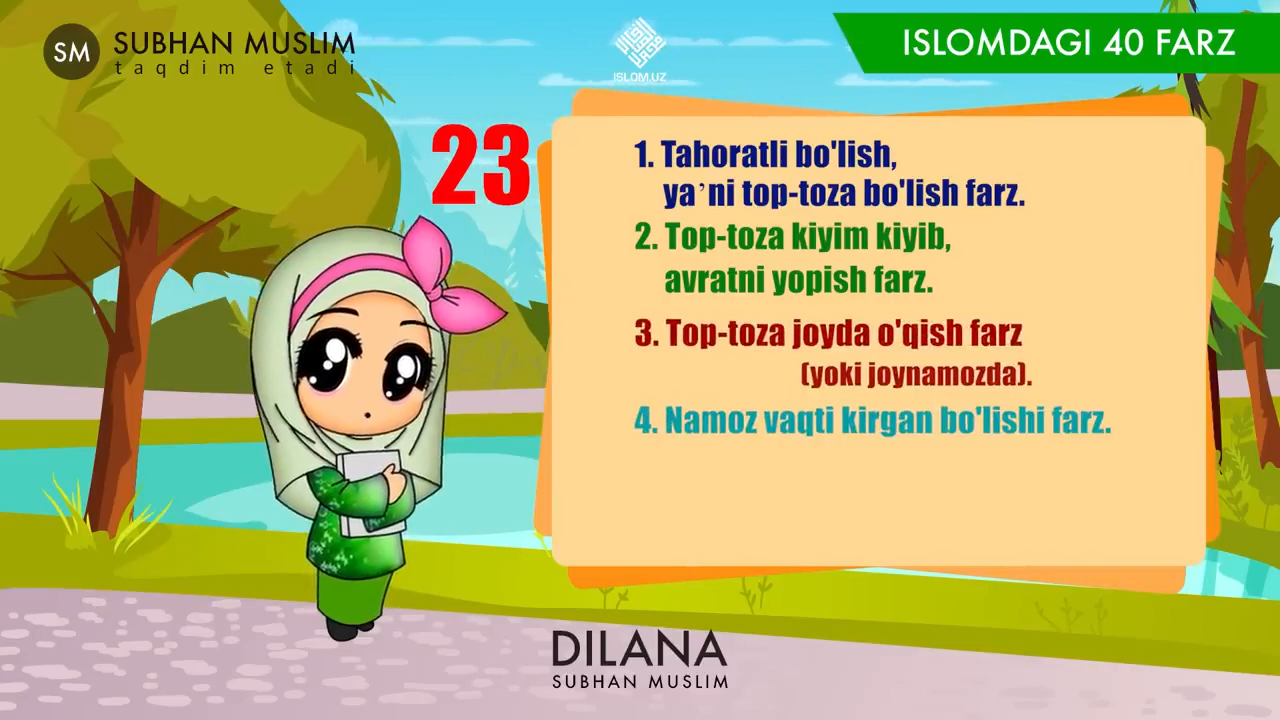 SM
SUBHAN MUSLIM
taqdim etadi
ISLOM.UZ
ISLOMDAGI 40 FARZ
23
1. Tahoratli bo'lish,
ya’ni top-toza bo'lish farz.
2. Top-toza kiyim kiyib,
avratni yopish farz.
3. Top-toza joyda o'qish farz
(yoki joynamozda).
4. Namoz vaqti kirgan bo'lishi farz.
DILANA
SUBHAN MUSLIM